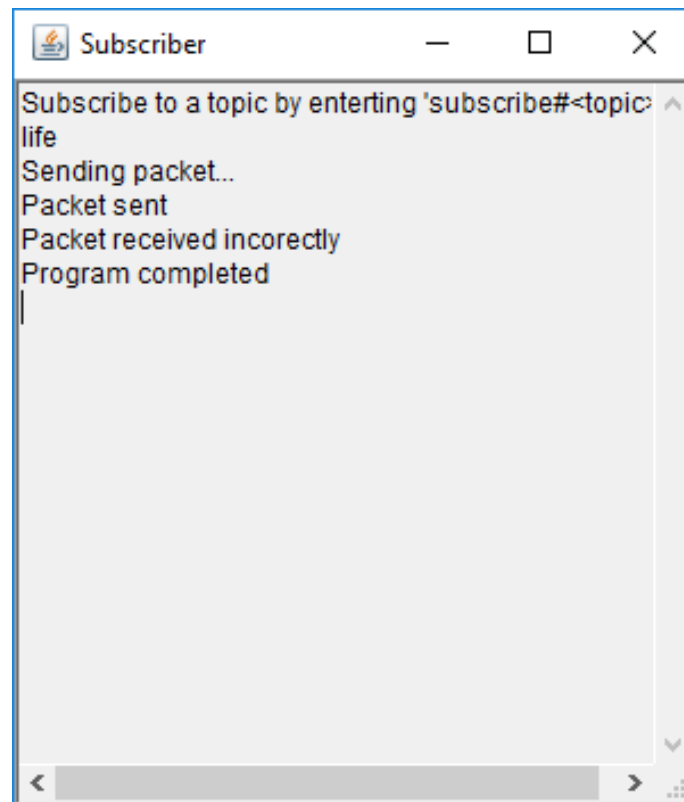 Subscriber
Subscribe to a topic by enterting 'subscribe#<topic>
life
Sending packet...
Packet sent
Packet received incorectly
Program completed